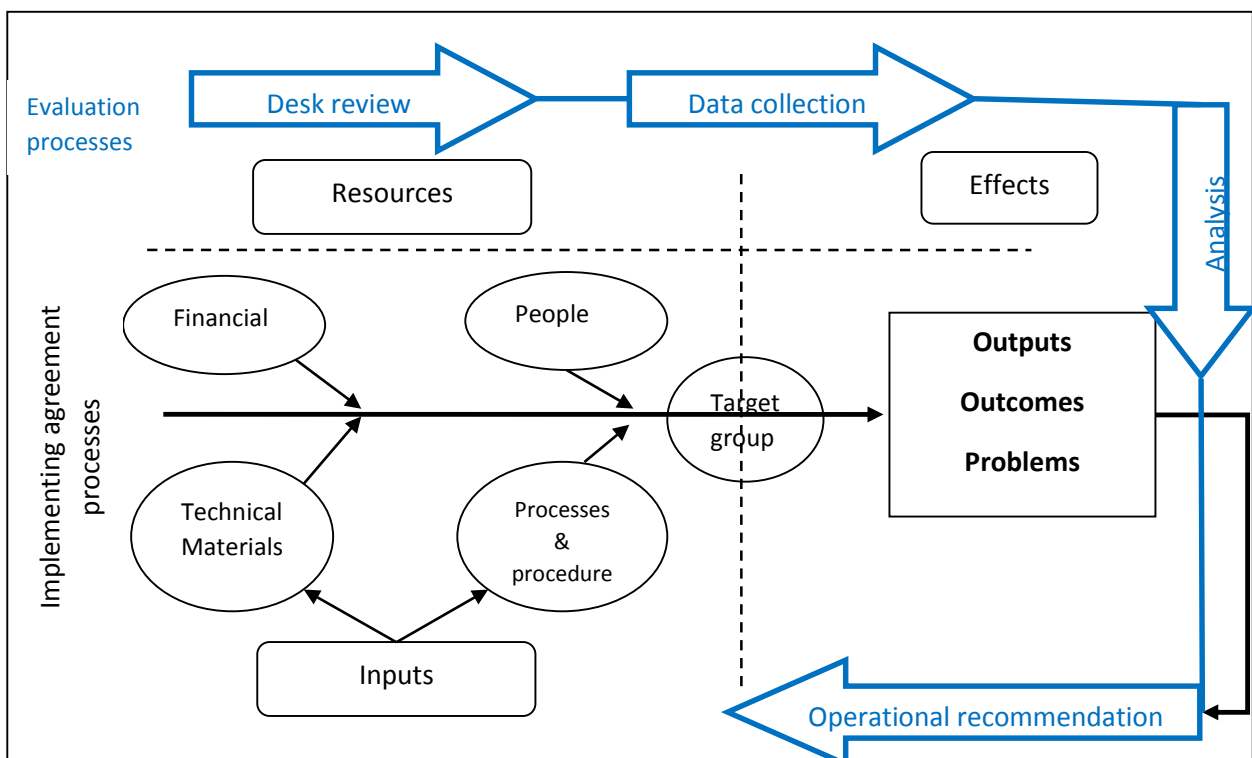 Evaluation
processes
Desk review
Data collection
Resources
Effects
Analysis
Implementing agreement
processes
Financial
People
Target
group
Outputs
Outcomes
Problems
Technical
Materials
Processes
&
procedure
Inputs
Operational recommendation